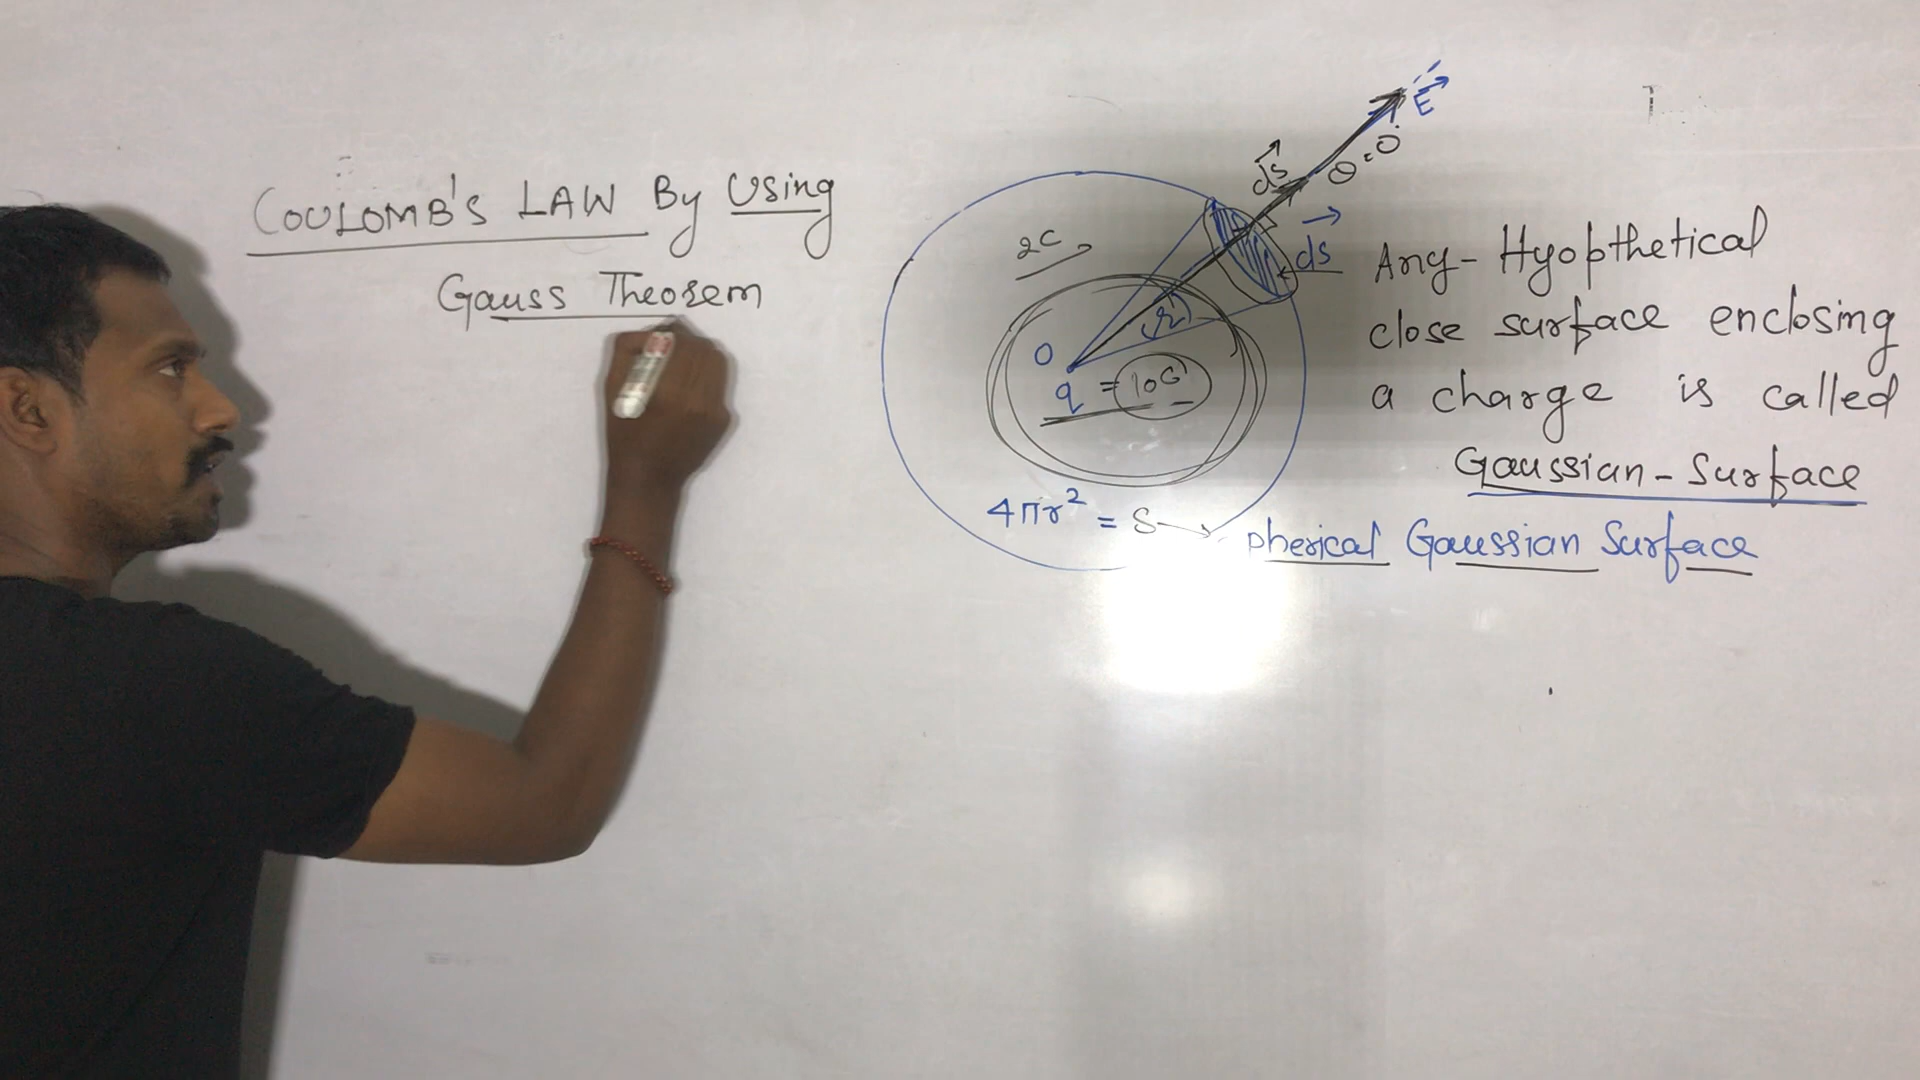 COULOMB'S LAW By Using
Gauss Theorem
E
ds
θ = 0
ds
2C
r
O
q = 10C
4πr² = S → pherical Gaussian Surface
Any - Hyopthetical
close surface enclosing
a charge is called
Gaussian - Surface